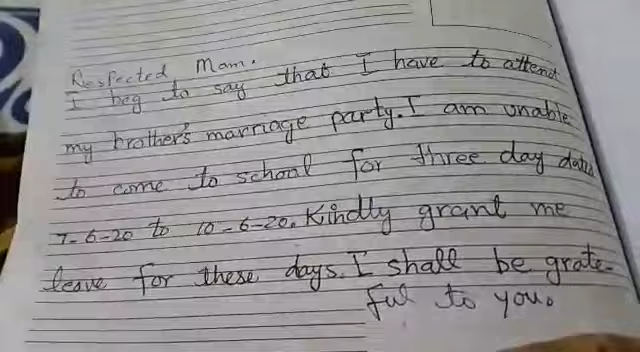 Respected Mam.
I beg to say that I have to attend
my brother's marriage party. I am unable
to come to school for three day dates
7-6-20 to 10-6-20. Kindly grant me
leave for these days. I shall be grate-
ful to you.